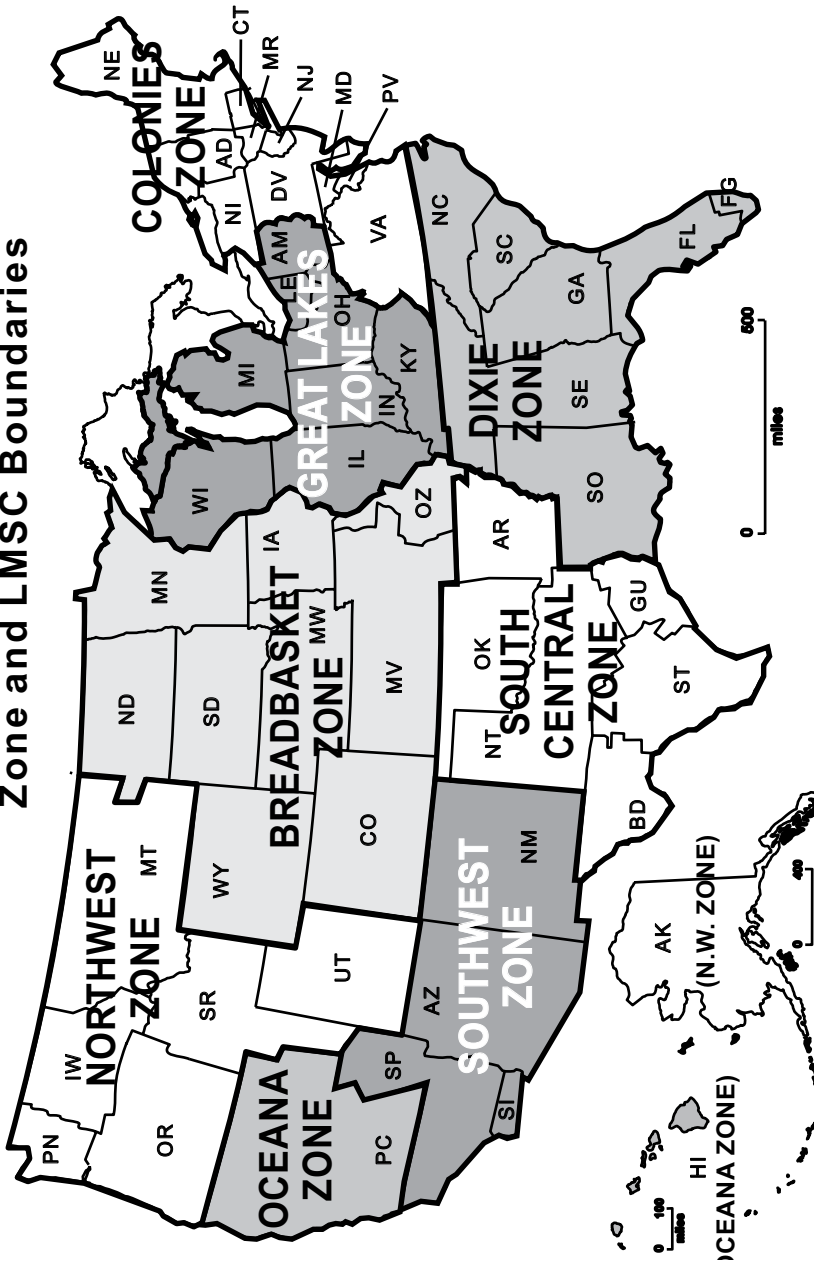 Zone and LMSC Boundaries
PN
IW
NORTHWEST
ZONE
MT
OR
SR
UT
WY
CO
ND
SD
MN
BREADBASKET
ZONE
IA
MW
MV
OZ
WI
MI
GREAT LAKES
ZONE
IL
IN
OH
LE
AM
KY
COLONIES
ZONE
NE
AD
NI
DV
VA
CT
MR
NJ
MD
PV
OCEANA
ZONE
PC
SP
SI
SOUTHWEST
ZONE
AZ
NM
SOUTH
CENTRAL
ZONE
NT
OK
AR
BD
ST
GU
DIXIE
ZONE
NC
SC
GA
SE
SO
FL
FG
0 500
miles
AK
(N.W. ZONE)
0 400
HI
OCEANA ZONE)
0 100
miles